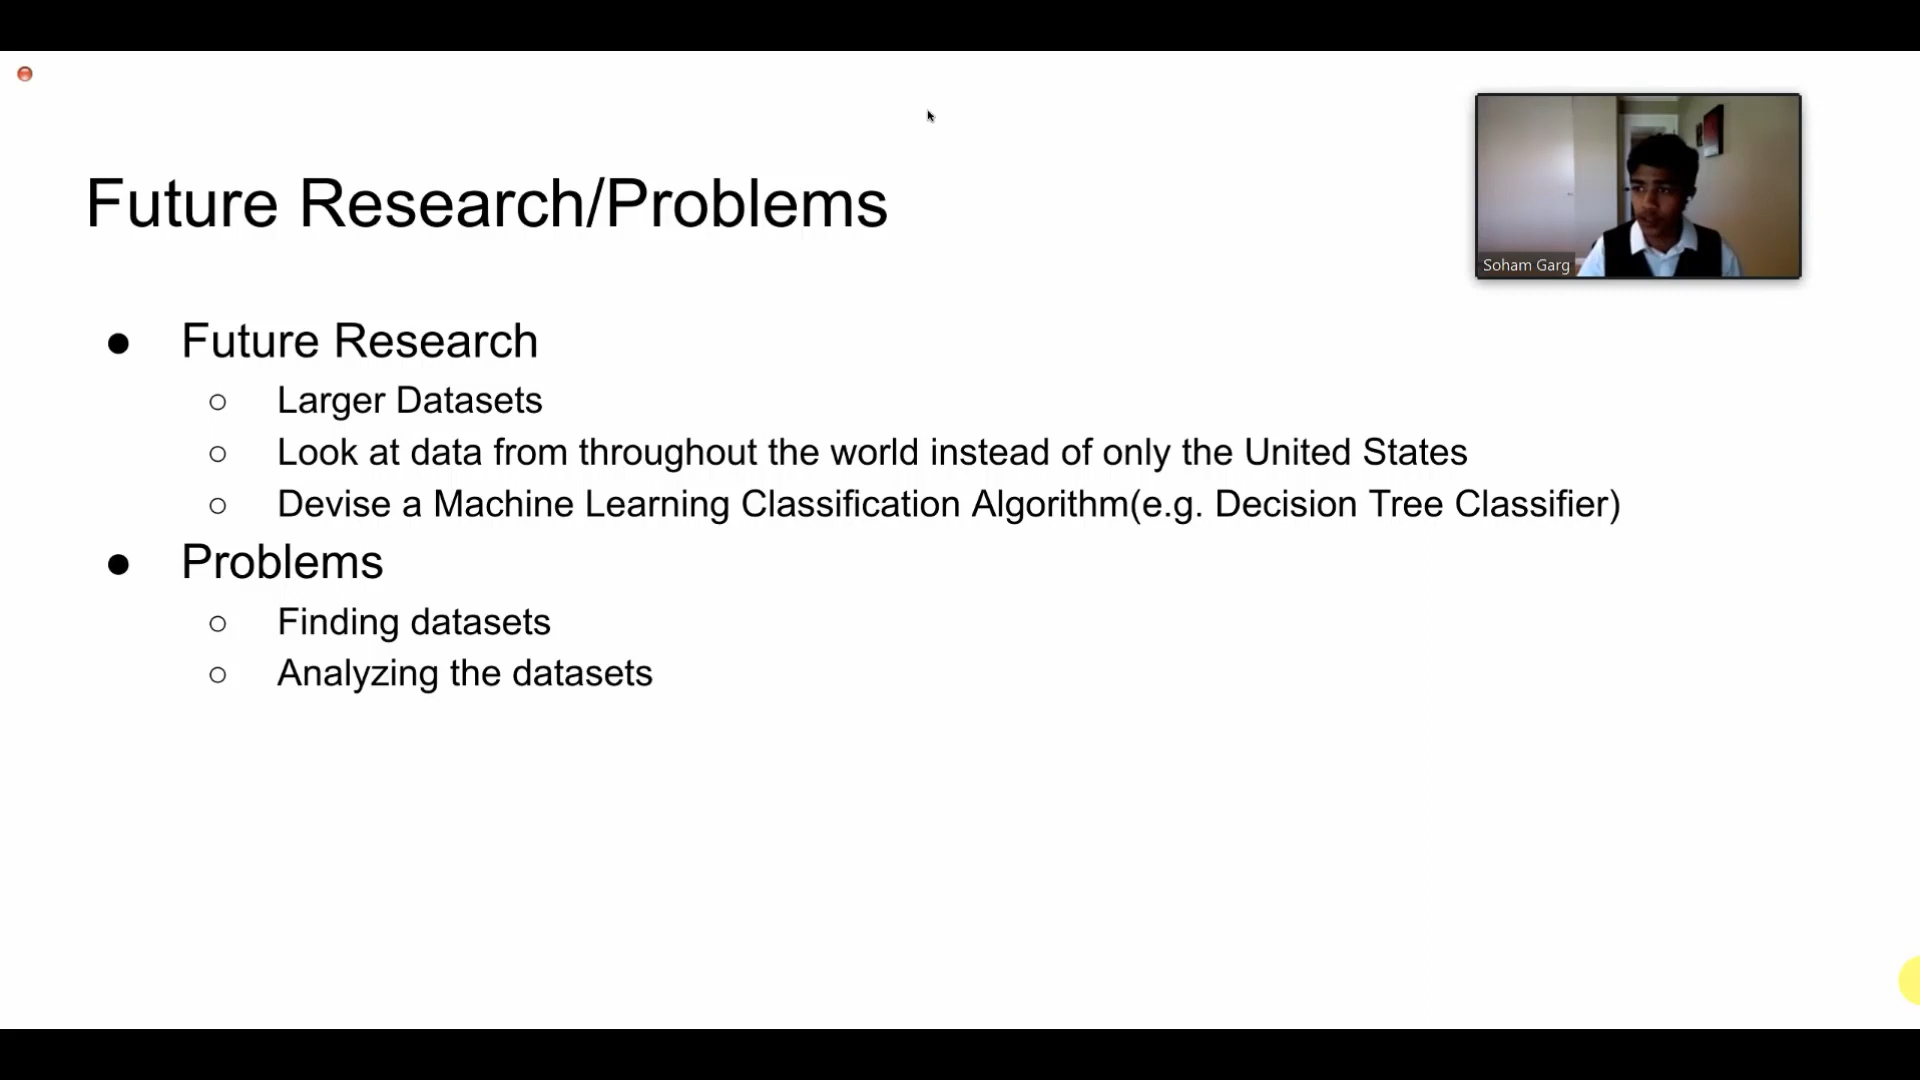 Future Research/Problems
Soham Garg
● Future Research
○ Larger Datasets
○ Look at data from throughout the world instead of only the United States
○ Devise a Machine Learning Classification Algorithm(e.g. Decision Tree Classifier)
● Problems
○ Finding datasets
○ Analyzing the datasets